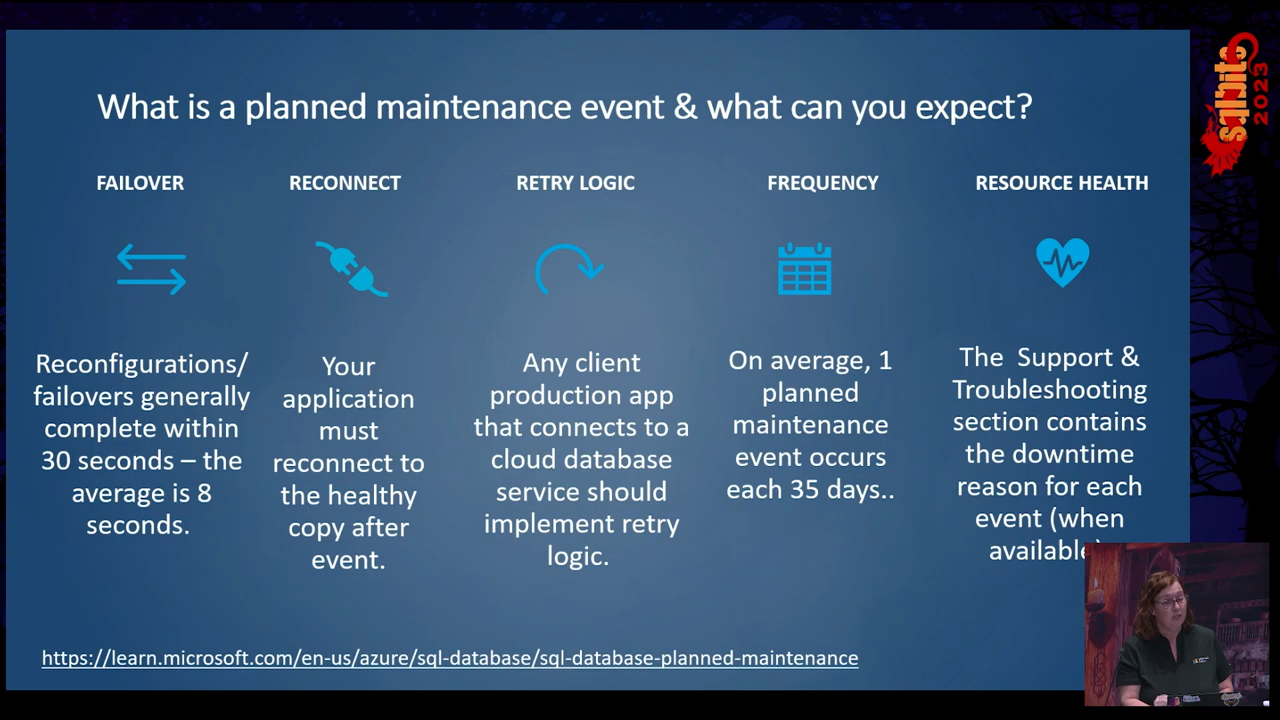 What is a planned maintenance event & what can you expect?
FAILOVER
Reconfigurations/
failovers generally
complete within
30 seconds – the
average is 8
seconds.
RECONNECT
Your
application
must
reconnect to
the healthy
copy after
event.
RETRY LOGIC
Any client
production app
that connects to a
cloud database
service should
implement retry
logic.
FREQUENCY
On average, 1
planned
maintenance
event occurs
each 35 days..
RESOURCE HEALTH
The Support &
Troubleshooting
section contains
the downtime
reason for each
event (when
available)
https://learn.microsoft.com/en-us/azure/sql-database/sql-database-planned-maintenance
sqlbits
2023